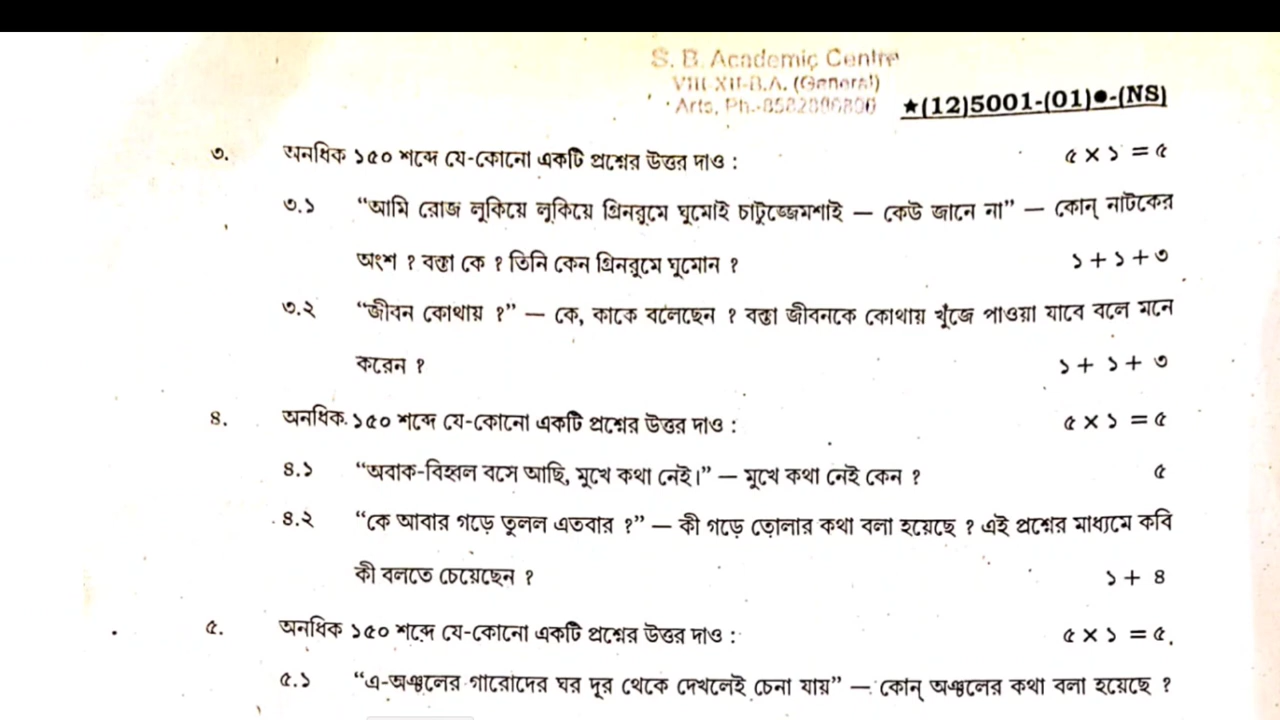 S. B. Academic Centre
VIII-XII-B.A. (General)
Arts, Ph.-
★(12)5001-(01)●-(NS)
৩. অনধিক ১৫০ শব্দে যে-কোনো একটি প্রশ্নের উত্তর দাও : ৫ × ১ = ৫
৩.১ “আমি রোজ লুকিয়ে লুকিয়ে গ্রিনরুমে ঘুমোই চাটুজ্জেমশাই — কেউ জানে না” — কোন্ নাটকের
অংশ ? বক্তা কে ? তিনি কেন গ্রিনরুমে ঘুমোন ? ১ + ১ + ৩
৩.২ “জীবন কোথায় ?” — কে, কাকে বলেছেন ? বক্তা জীবনকে কোথায় খুঁজে পাওয়া যাবে বলে মনে
করেন ? ১ + ১ + ৩
৪. অনধিক ১৫০ শব্দে যে-কোনো একটি প্রশ্নের উত্তর দাও : ৫ × ১ = ৫
৪.১ “অবাক-বিহ্বল বসে আছি, মুখে কথা নেই।” — মুখে কথা নেই কেন ? ৫
৪.২ “কে আবার গড়ে তুলল এতবার ?” — কী গড়ে তোলার কথা বলা হয়েছে ? এই প্রশ্নের মাধ্যমে কবি
কী বলতে চেয়েছেন ? ১ + ৪
৫. অনধিক ১৫০ শব্দে যে-কোনো একটি প্রশ্নের উত্তর দাও : ৫ × ১ = ৫
৫.১ “এ-অঞ্চলের গারোদের ঘর দূর থেকে দেখলেই চেনা যায়” — কোন্ অঞ্চলের কথা বলা হয়েছে ?